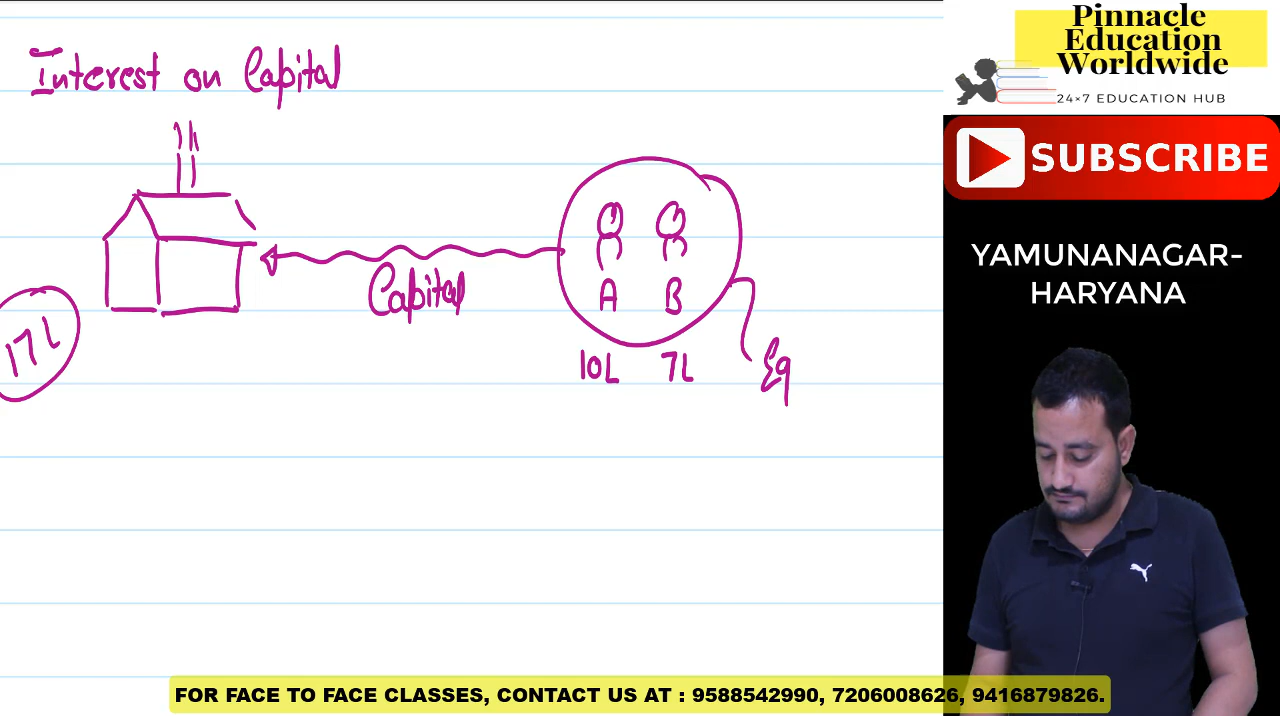 Interest on Capital
Capital
A B
10L 7L
Eq
17L
Pinnacle
Education
Worldwide
24×7 EDUCATION HUB
SUBSCRIBE
YAMUNANAGAR-
HARYANA
FOR FACE TO FACE CLASSES, CONTACT US AT : 9588542990, 7206008626, 9416879826.